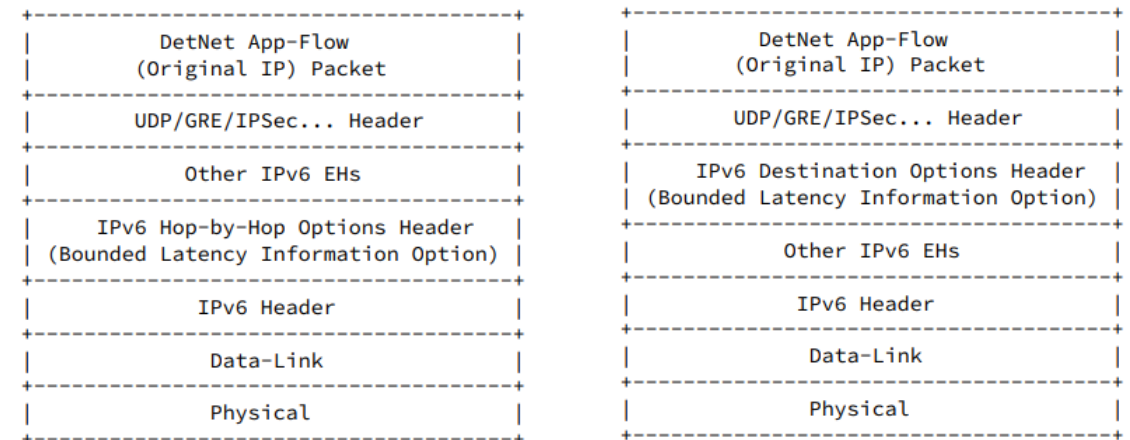 DetNet App-Flow
(Original IP) Packet
UDP/GRE/IPSec... Header
Other IPv6 EHs
IPv6 Hop-by-Hop Options Header
(Bounded Latency Information Option)
IPv6 Header
Data-Link
Physical
DetNet App-Flow
(Original IP) Packet
UDP/GRE/IPSec... Header
IPv6 Destination Options Header
(Bounded Latency Information Option)
Other IPv6 EHs
IPv6 Header
Data-Link
Physical